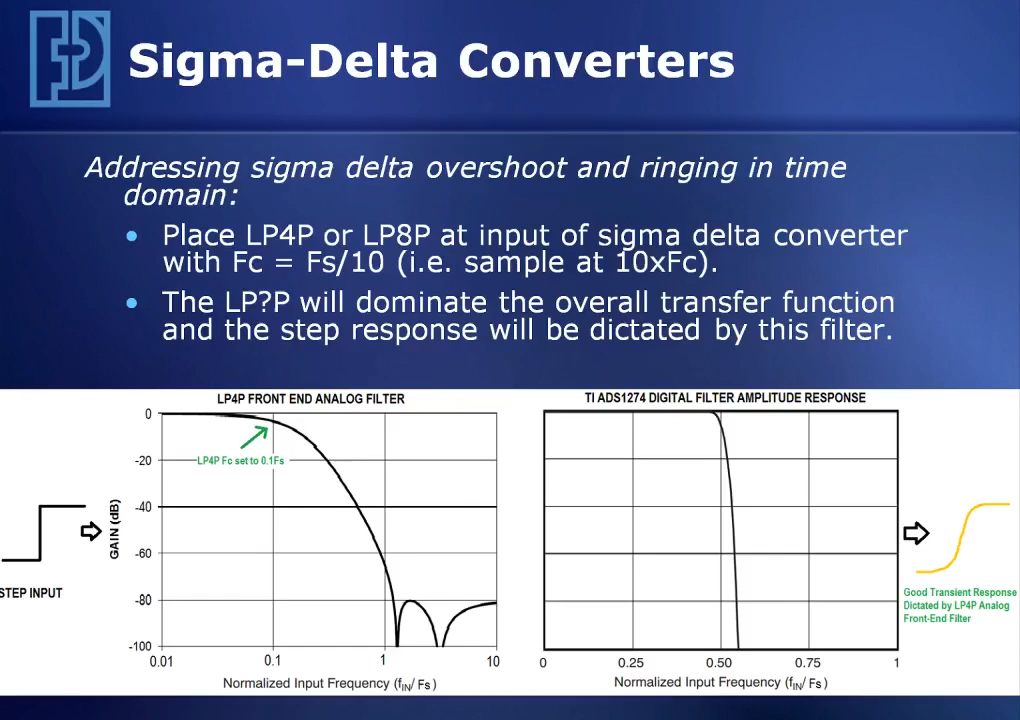 Sigma-Delta Converters
Addressing sigma delta overshoot and ringing in time
domain:
• Place LP4P or LP8P at input of sigma delta converter
with Fc = Fs/10 (i.e. sample at 10xFc).
• The LP?P will dominate the overall transfer function
and the step response will be dictated by this filter.
LP4P FRONT END ANALOG FILTER
0
-20
-40
-60
-80
-100
GAIN (dB)
LP4P Fc set to 0.1Fs
0.01 0.1 1 10
Normalized Input Frequency (fIN/ Fs )
STEP INPUT
TI ADS1274 DIGITAL FILTER AMPLITUDE RESPONSE
0 0.25 0.50 0.75 1
Normalized Input Frequency (fIN/ Fs )
Good Transient Response
Dictated by LP4P Analog
Front-End Filter